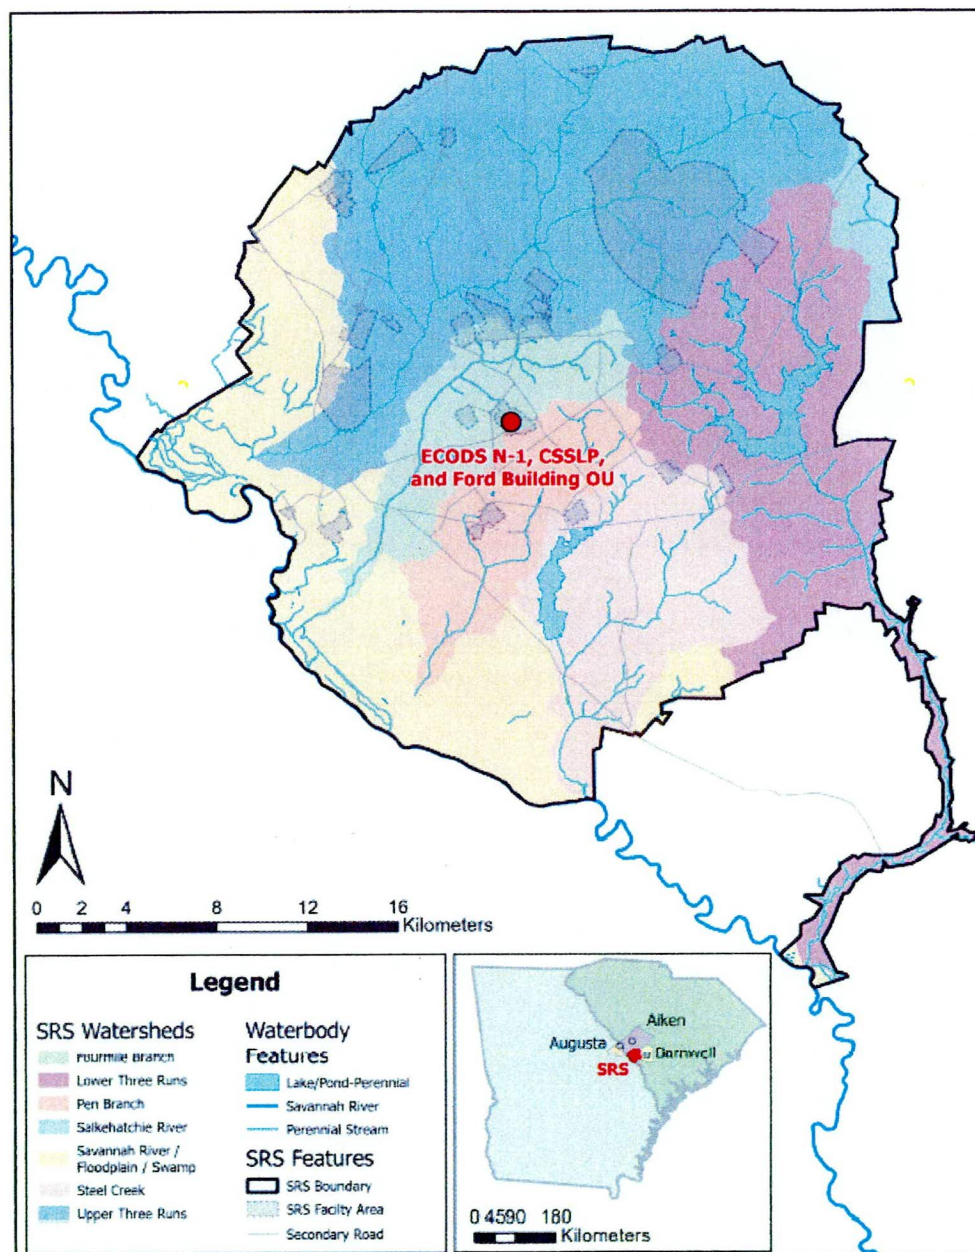 ECODS N-1, CSSLP,
and Ford Building OU
N
0 2 4 8 12 16
Kilometers
Legend
SRS Watersheds
Fourmile Branch
Lower Three Runs
Pen Branch
Salkehatchie River
Savannah River /
Floodplain / Swamp
Steel Creek
Upper Three Runs
Waterbody
Features
Lake/Pond-Perennial
Savannah River
Perennial Stream
SRS Features
SRS Boundary
SRS Facility Area
Secondary Road
Aiken
Augusta
Barnwell
SRS
0 4590 180
Kilometers